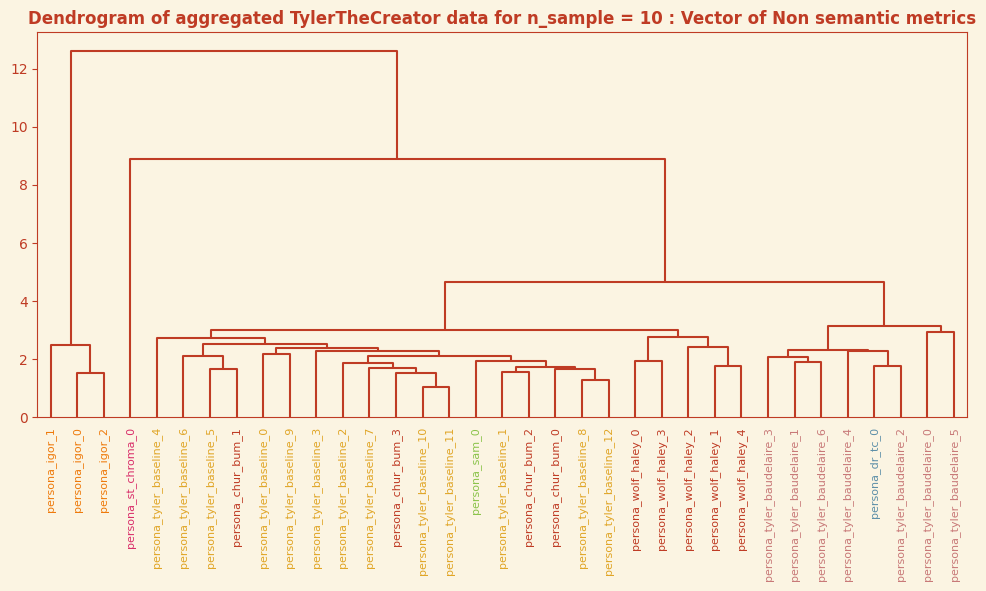 Dendrogram of aggregated TylerTheCreator data for n_sample = 10 : Vector of Non semantic metrics
12
10
8
6
4
2
0
persona_igor_1
persona_igor_0
persona_igor_2
persona_st_chroma_0
persona_tyler_baseline_4
persona_tyler_baseline_6
persona_tyler_baseline_5
persona_chur_bum_1
persona_tyler_baseline_0
persona_tyler_baseline_9
persona_tyler_baseline_3
persona_tyler_baseline_2
persona_tyler_baseline_7
persona_chur_bum_3
persona_tyler_baseline_10
persona_tyler_baseline_11
persona_sam_0
persona_tyler_baseline_1
persona_chur_bum_2
persona_chur_bum_0
persona_tyler_baseline_8
persona_tyler_baseline_12
persona_wolf_haley_0
persona_wolf_haley_3
persona_wolf_haley_2
persona_wolf_haley_1
persona_wolf_haley_4
persona_tyler_baudelaire_3
persona_tyler_baudelaire_1
persona_tyler_baudelaire_6
persona_tyler_baudelaire_4
persona_dr_tc_0
persona_tyler_baudelaire_2
persona_tyler_baudelaire_0
persona_tyler_baudelaire_5